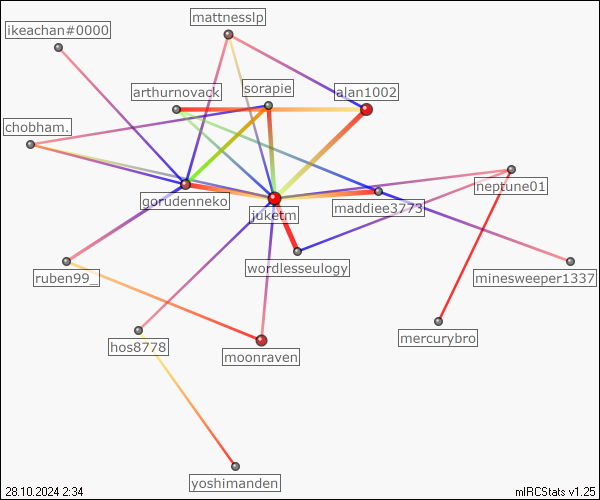 mattnesslp
ikeachan#0000
sorapie
arthurnovack
alan1002
chobham.
neptune01
gorudenneko
maddiee3773
juketm
wordlesseulogy
ruben99_
minesweeper1337
mercurybro
hos8778
moonraven
yoshimanden
28.10.2024 2:34
mIRCStats v1.25